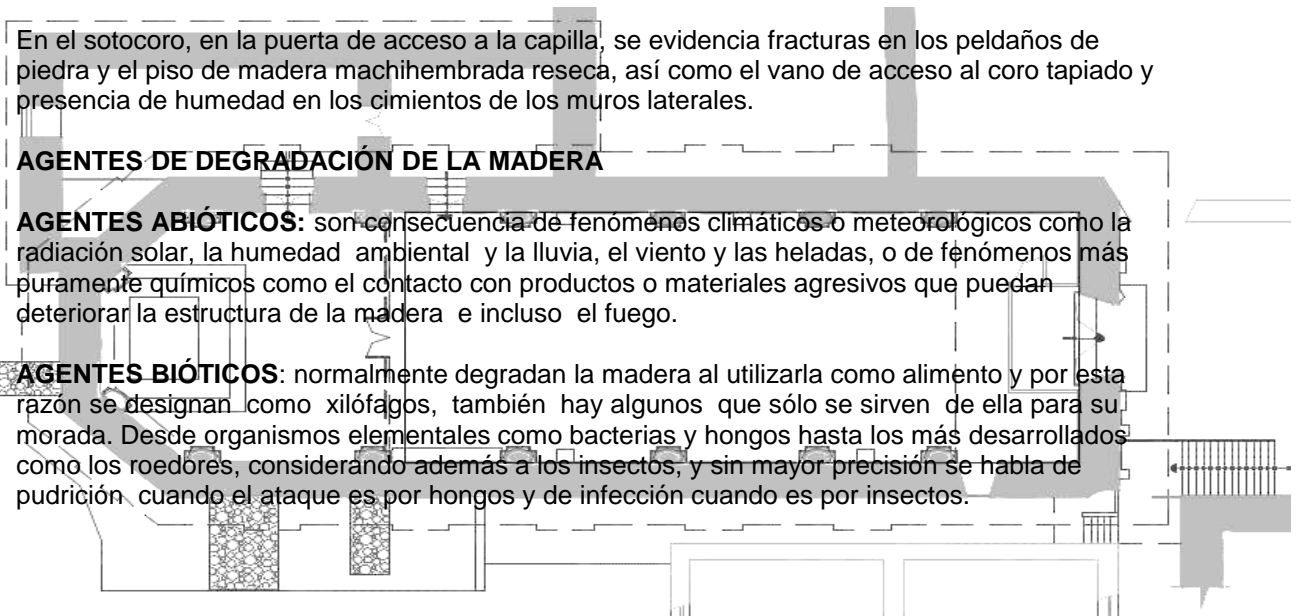 En el sotocoro, en la puerta de acceso a la capilla, se evidencia fracturas en los peldaños de
piedra y el piso de madera machihembrada reseca, así como el vano de acceso al coro tapiado y
presencia de humedad en los cimientos de los muros laterales.
AGENTES DE DEGRADACIÓN DE LA MADERA
AGENTES ABIÓTICOS: son consecuencia de fenómenos climáticos o meteorológicos como la
radiación solar, la humedad ambiental y la lluvia, el viento y las heladas, o de fenómenos más
puramente químicos como el contacto con productos o materiales agresivos que puedan
deteriorar la estructura de la madera e incluso el fuego.
AGENTES BIÓTICOS: normalmente degradan la madera al utilizarla como alimento y por esta
razón se designan como xilófagos, también hay algunos que sólo se sirven de ella para su
morada. Desde organismos elementales como bacterias y hongos hasta los más desarrollados
como los roedores, considerando además a los insectos, y sin mayor precisión se habla de
pudrición cuando el ataque es por hongos y de infección cuando es por insectos.